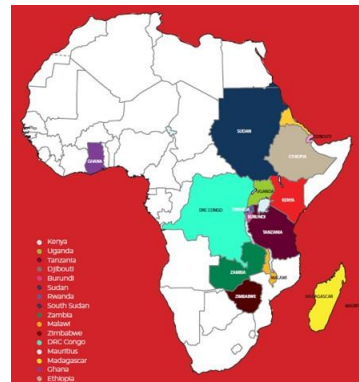 SUDAN
DJIBOUTI
ETHIOPIA
GHANA
UGANDA
KENYA
DRC CONGO
BURUNDI
TANZANIA
MALAWI
ZAMBIA
ZIMBABWE
MADAGASCAR
Kenya
Uganda
Tanzania
Djibouti
Burundi
Sudan
Rwanda
South Sudan
Zambia
Malawi
Zimbabwe
DRC Congo
Mauritius
Madagascar
Ghana
Ethiopia